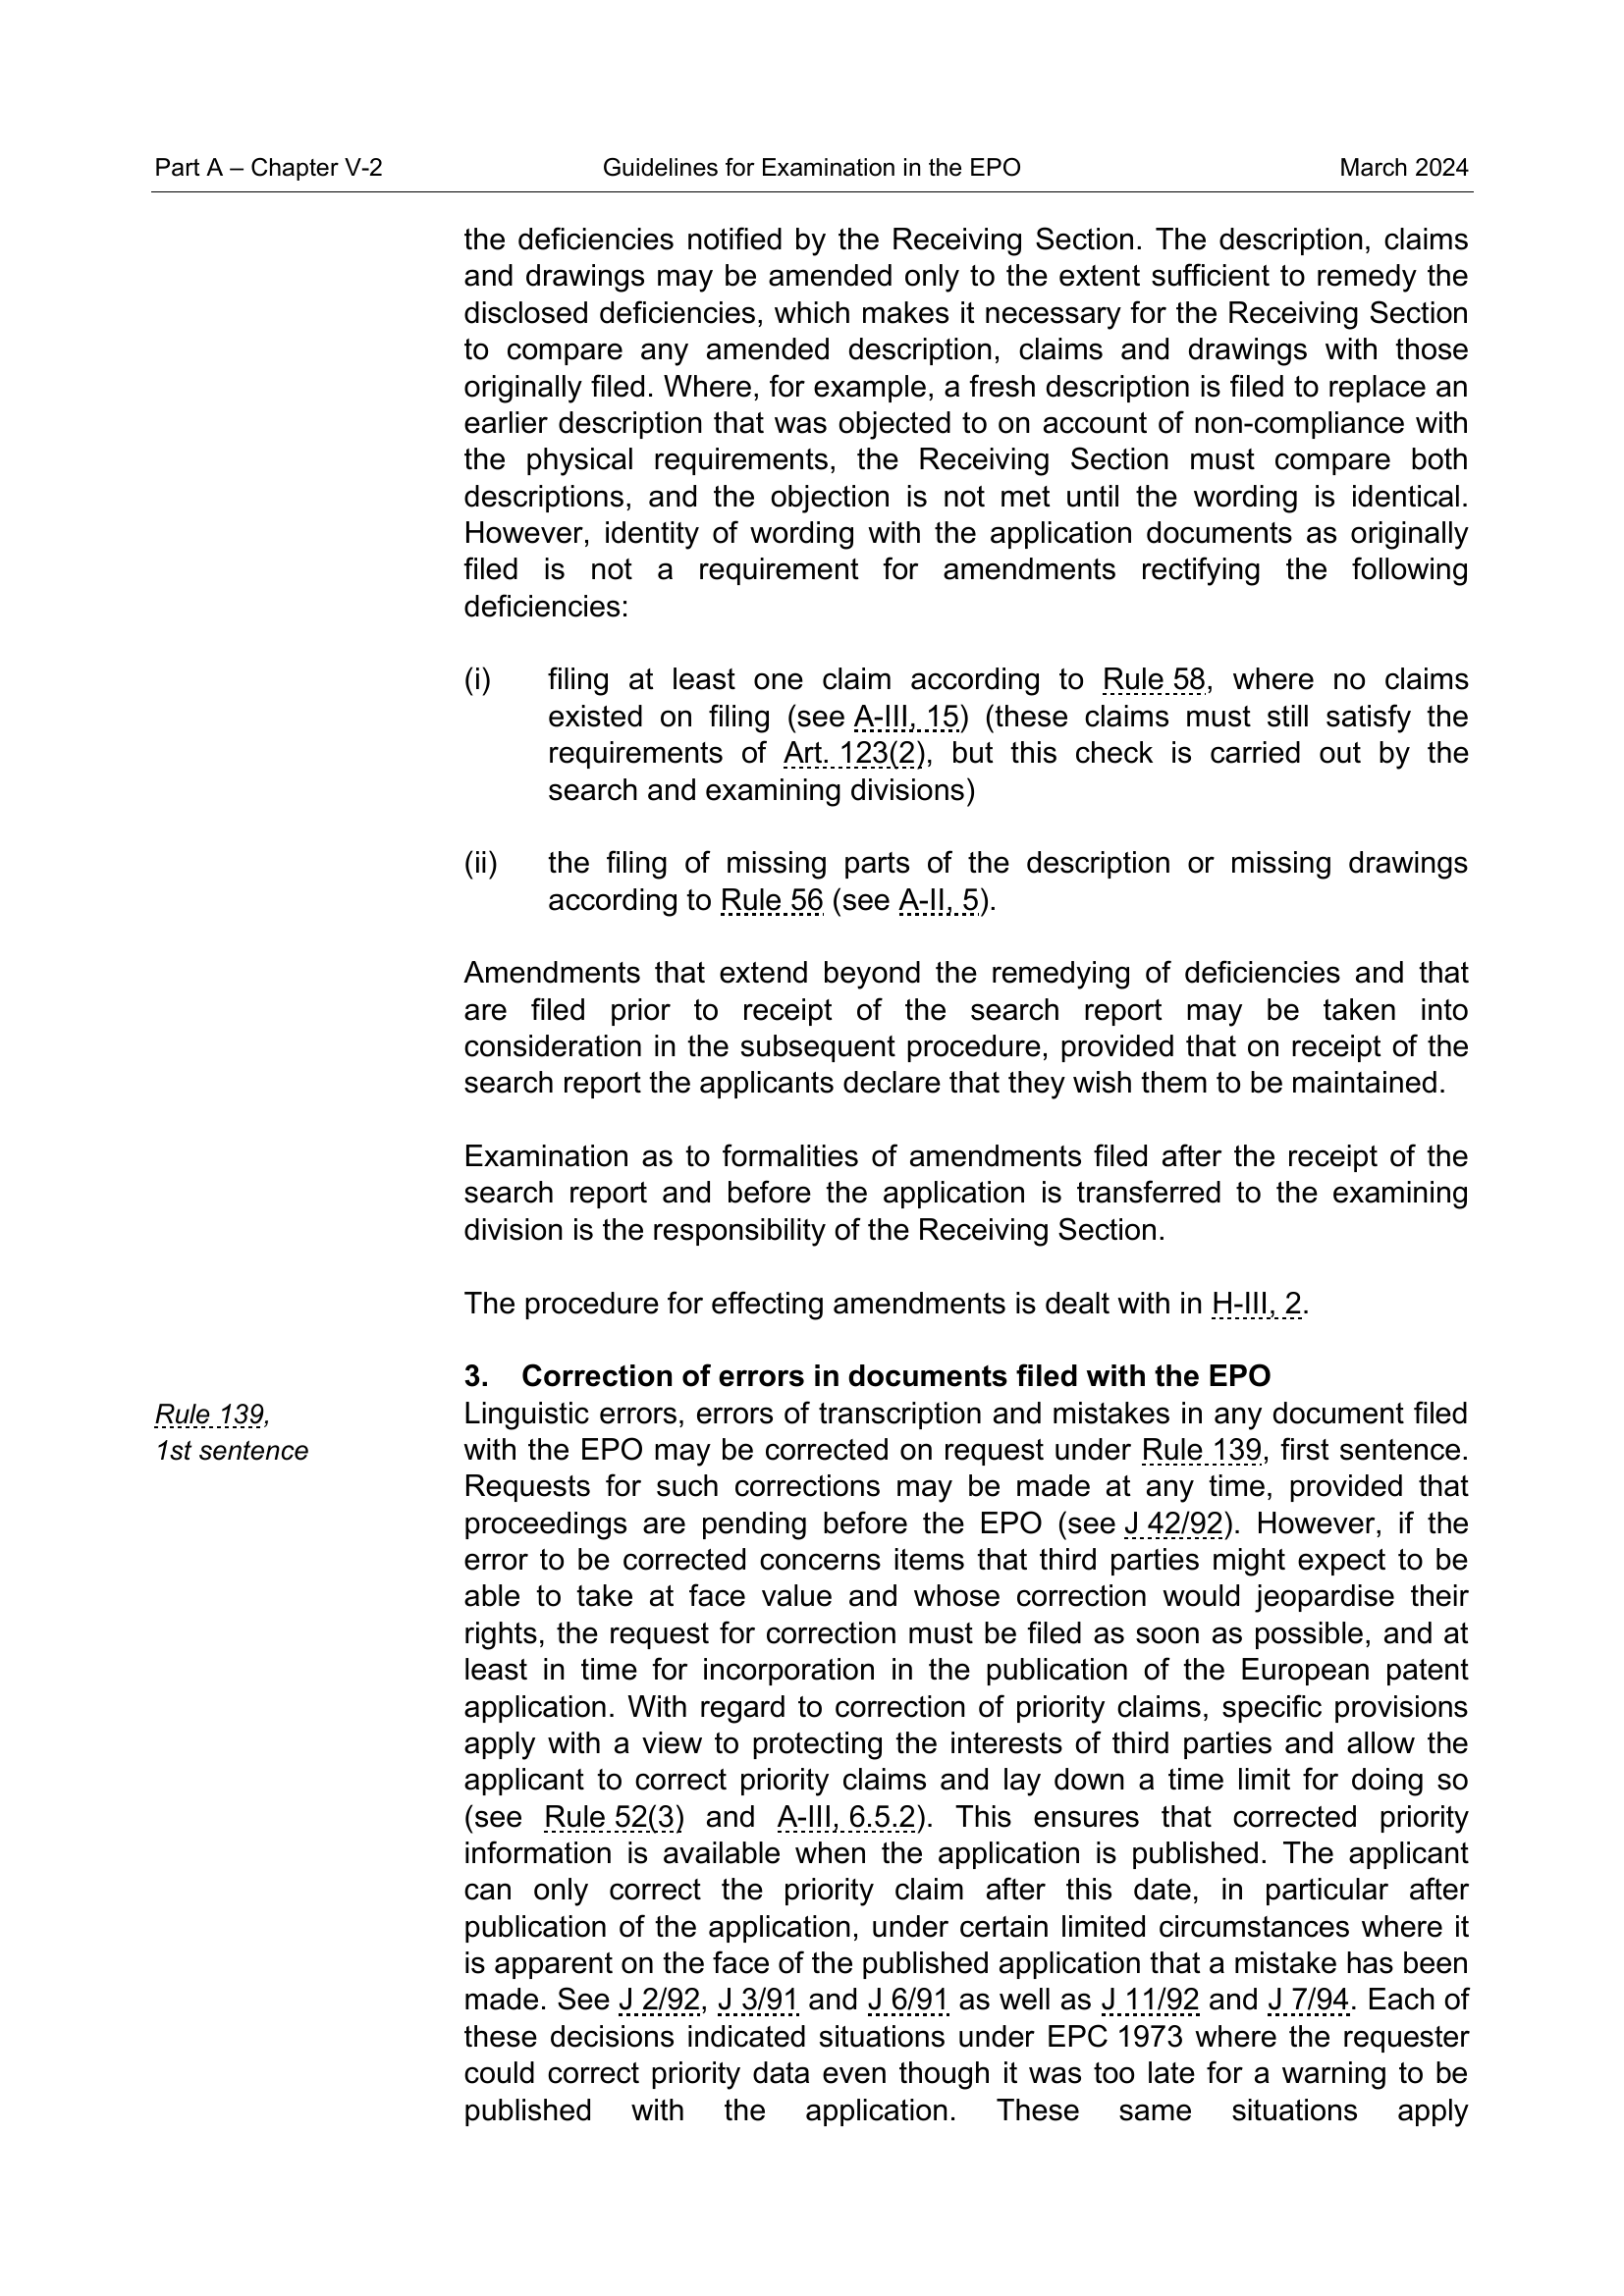 Part A – Chapter V-2 Guidelines for Examination in the EPO March 2024
the deficiencies notified by the Receiving Section. The description, claims
and drawings may be amended only to the extent sufficient to remedy the
disclosed deficiencies, which makes it necessary for the Receiving Section
to compare any amended description, claims and drawings with those
originally filed. Where, for example, a fresh description is filed to replace an
earlier description that was objected to on account of non-compliance with
the physical requirements, the Receiving Section must compare both
descriptions, and the objection is not met until the wording is identical.
However, identity of wording with the application documents as originally
filed is not a requirement for amendments rectifying the following
deficiencies:
(i) filing at least one claim according to Rule 58, where no claims
existed on filing (see A-III, 15) (these claims must still satisfy the
requirements of Art. 123(2), but this check is carried out by the
search and examining divisions)
(ii) the filing of missing parts of the description or missing drawings
according to Rule 56 (see A-II, 5).
Amendments that extend beyond the remedying of deficiencies and that
are filed prior to receipt of the search report may be taken into
consideration in the subsequent procedure, provided that on receipt of the
search report the applicants declare that they wish them to be maintained.
Examination as to formalities of amendments filed after the receipt of the
search report and before the application is transferred to the examining
division is the responsibility of the Receiving Section.
The procedure for effecting amendments is dealt with in H-III, 2.
3. Correction of errors in documents filed with the EPO
Rule 139,
1st sentence
Linguistic errors, errors of transcription and mistakes in any document filed
with the EPO may be corrected on request under Rule 139, first sentence.
Requests for such corrections may be made at any time, provided that
proceedings are pending before the EPO (see J 42/92). However, if the
error to be corrected concerns items that third parties might expect to be
able to take at face value and whose correction would jeopardise their
rights, the request for correction must be filed as soon as possible, and at
least in time for incorporation in the publication of the European patent
application. With regard to correction of priority claims, specific provisions
apply with a view to protecting the interests of third parties and allow the
applicant to correct priority claims and lay down a time limit for doing so
(see Rule 52(3) and A-III, 6.5.2). This ensures that corrected priority
information is available when the application is published. The applicant
can only correct the priority claim after this date, in particular after
publication of the application, under certain limited circumstances where it
is apparent on the face of the published application that a mistake has been
made. See J 2/92, J 3/91 and J 6/91 as well as J 11/92 and J 7/94. Each of
these decisions indicated situations under EPC 1973 where the requester
could correct priority data even though it was too late for a warning to be
published with the application. These same situations apply